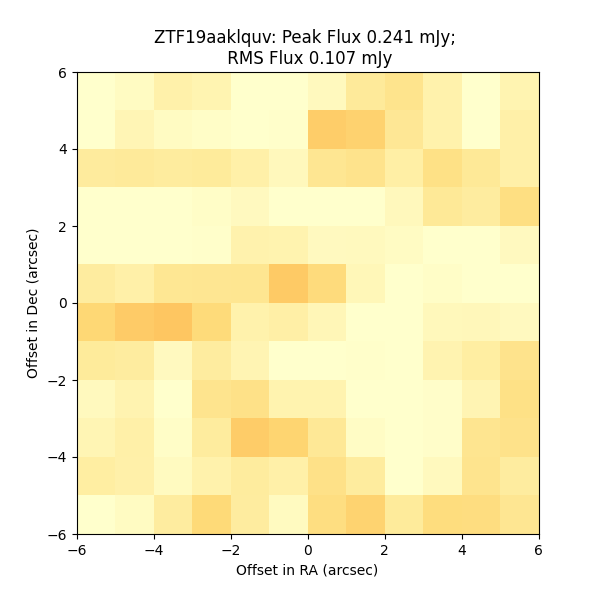 ZTF19aaklquv: Peak Flux 0.241 mJy;
RMS Flux 0.107 mJy
6
4
2
0
−2
−4
−6
Offset in Dec (arcsec)
−6 −4 −2 0 2 4 6
Offset in RA (arcsec)